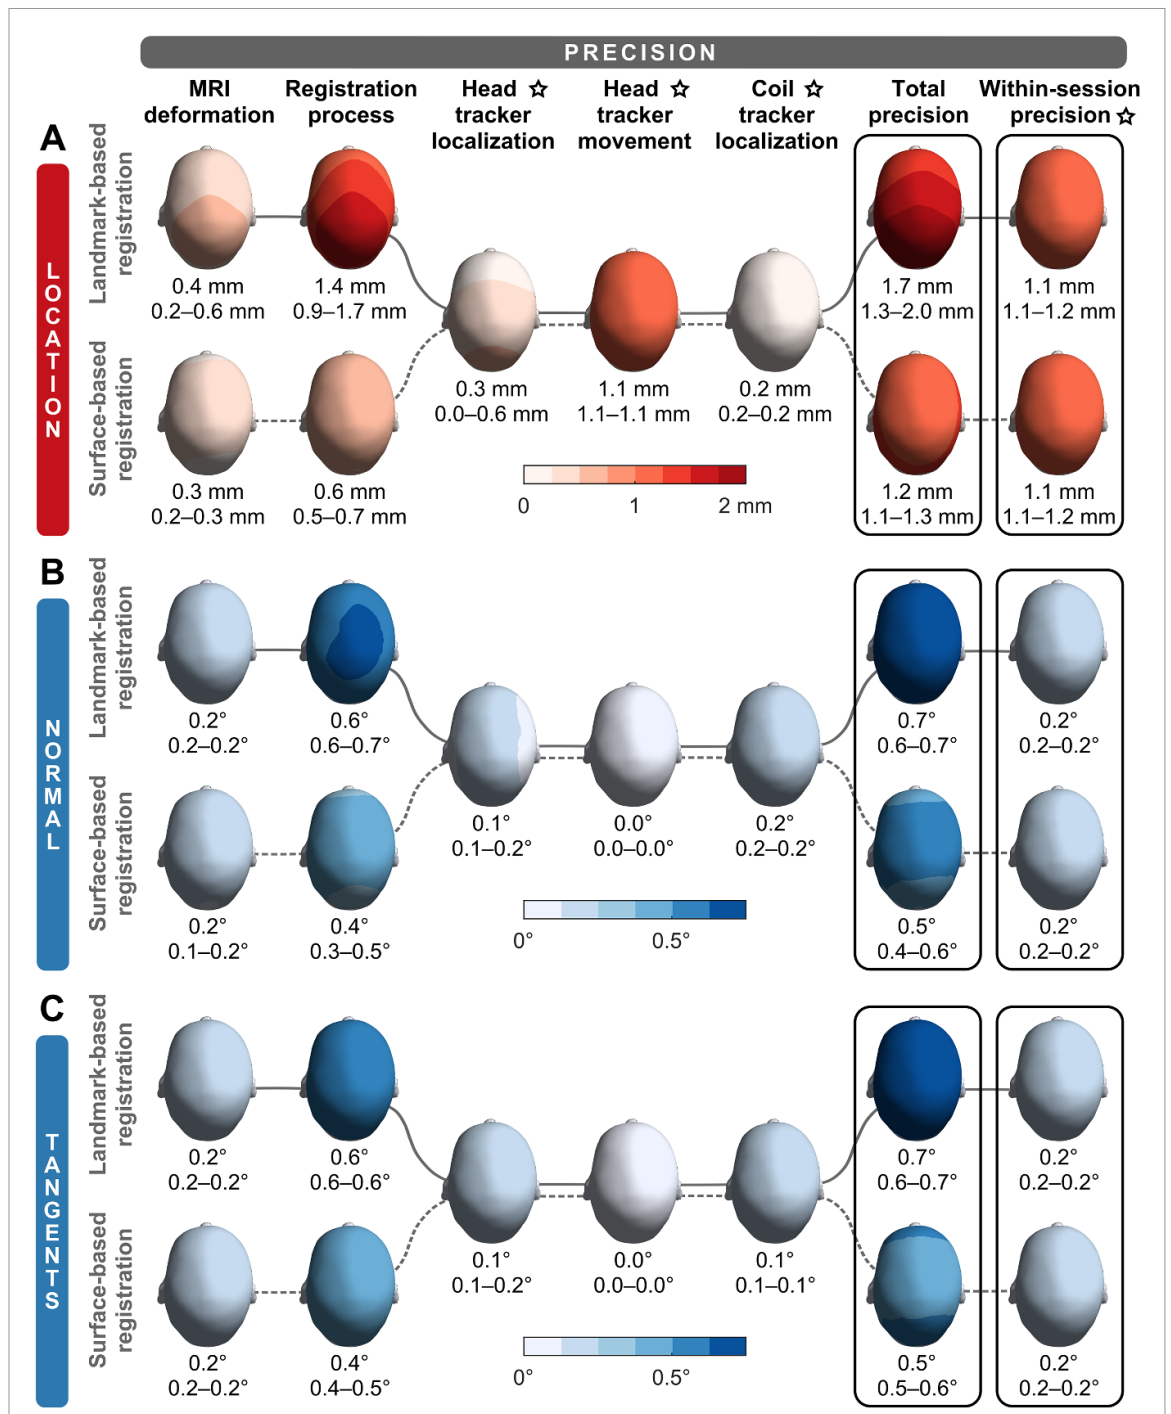 PRECISION
MRI deformation
Registration process
Head ☆ tracker localization
Head ☆ tracker movement
Coil ☆ tracker localization
Total precision
Within-session precision ☆
A
LOCATION
Landmark-based registration
0.4 mm
0.2–0.6 mm
1.4 mm
0.9–1.7 mm
1.7 mm
1.3–2.0 mm
1.1 mm
1.1–1.2 mm
0.3 mm
0.0–0.6 mm
1.1 mm
1.1–1.1 mm
0.2 mm
0.2–0.2 mm
Surface-based registration
0.3 mm
0.2–0.3 mm
0.6 mm
0.5–0.7 mm
0 1 2 mm
1.2 mm
1.1–1.3 mm
1.1 mm
1.1–1.2 mm
B
NORMAL
Landmark-based registration
0.2°
0.2–0.2°
0.6°
0.6–0.7°
0.7°
0.6–0.7°
0.2°
0.2–0.2°
0.1°
0.1–0.2°
0.0°
0.0–0.0°
0.2°
0.2–0.2°
Surface-based registration
0.2°
0.1–0.2°
0.4°
0.3–0.5°
0° 0.5°
0.5°
0.4–0.6°
0.2°
0.2–0.2°
C
TANGENTS
Landmark-based registration
0.2°
0.2–0.2°
0.6°
0.6–0.6°
0.7°
0.6–0.7°
0.2°
0.2–0.2°
0.1°
0.1–0.2°
0.0°
0.0–0.0°
0.1°
0.1–0.1°
Surface-based registration
0.2°
0.2–0.2°
0.4°
0.4–0.5°
0° 0.5°
0.5°
0.5–0.6°
0.2°
0.2–0.2°